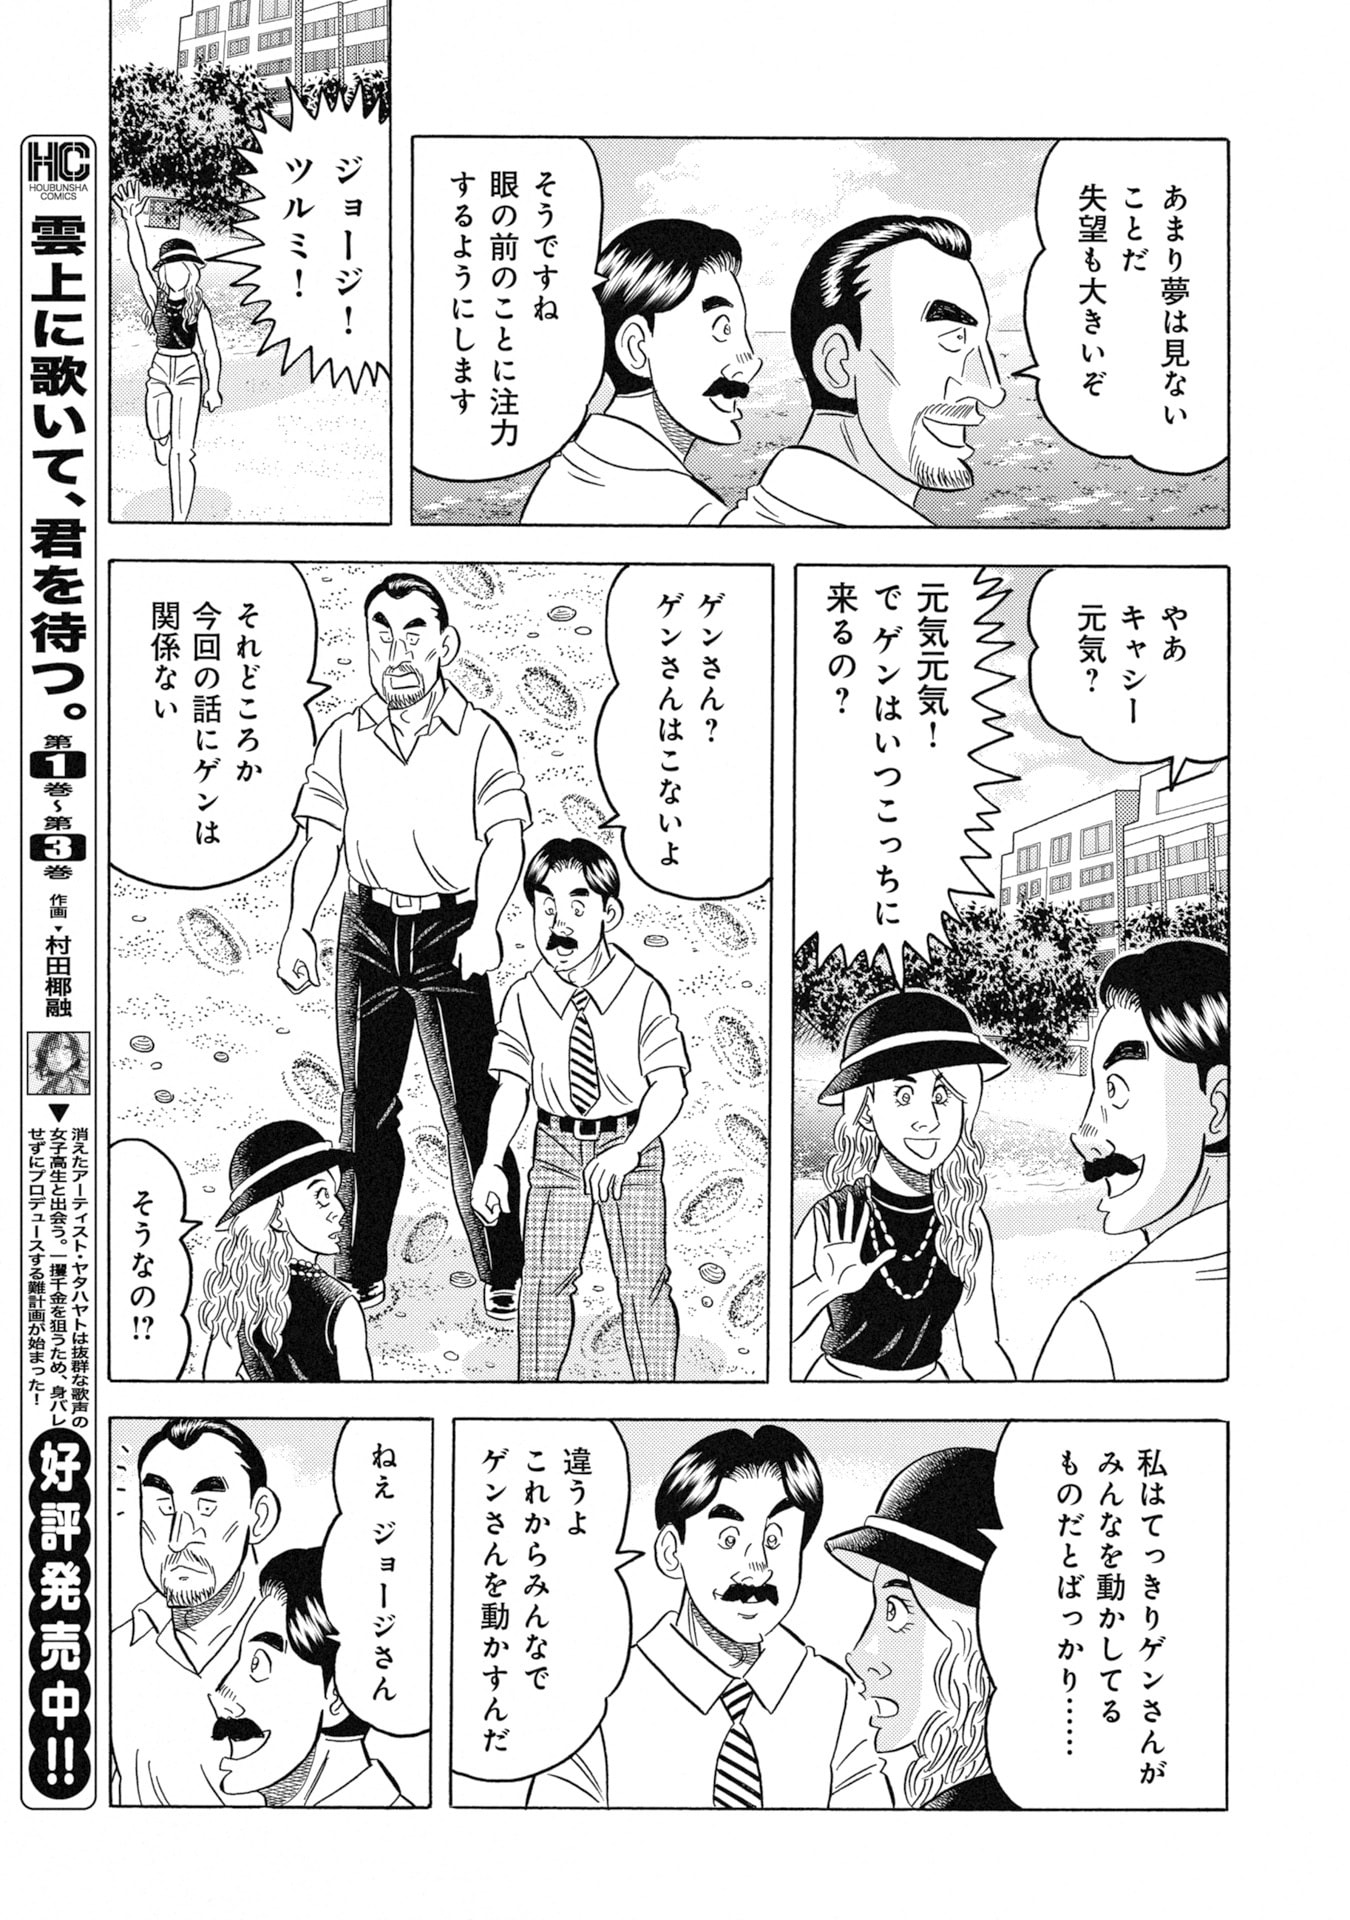 あまり夢は見ない
ことだ
失望も大きいぞ
そうですね
眼の前のことに注力
するようにします
ジョージ!
ツルミ!
やあ
キャシー
元気?
元気元気!
でゲンはいつこっちに
来るの?
ゲンさん?
ゲンさんはこないよ
それどころか
今回の話にゲンは
関係ない
そうなの!?
私はてっきりゲンさんが
みんなを動かしてる
ものだとばっかり……
違うよ
これからみんなで
ゲンさんを動かすんだ
ねぇ ジョージさん
HC
HOUBUNSHA
COMICS
雲上に歌いて、君を待つ。
第1巻~第3巻
作画・村田椰融
▼消えたアーティスト・ヤタハヤトは抜群な歌声の
女子高生と出会う。一攫千金を狙うため、身バレ
せずにプロデュースする難計画が始まった!
好評発売中!!